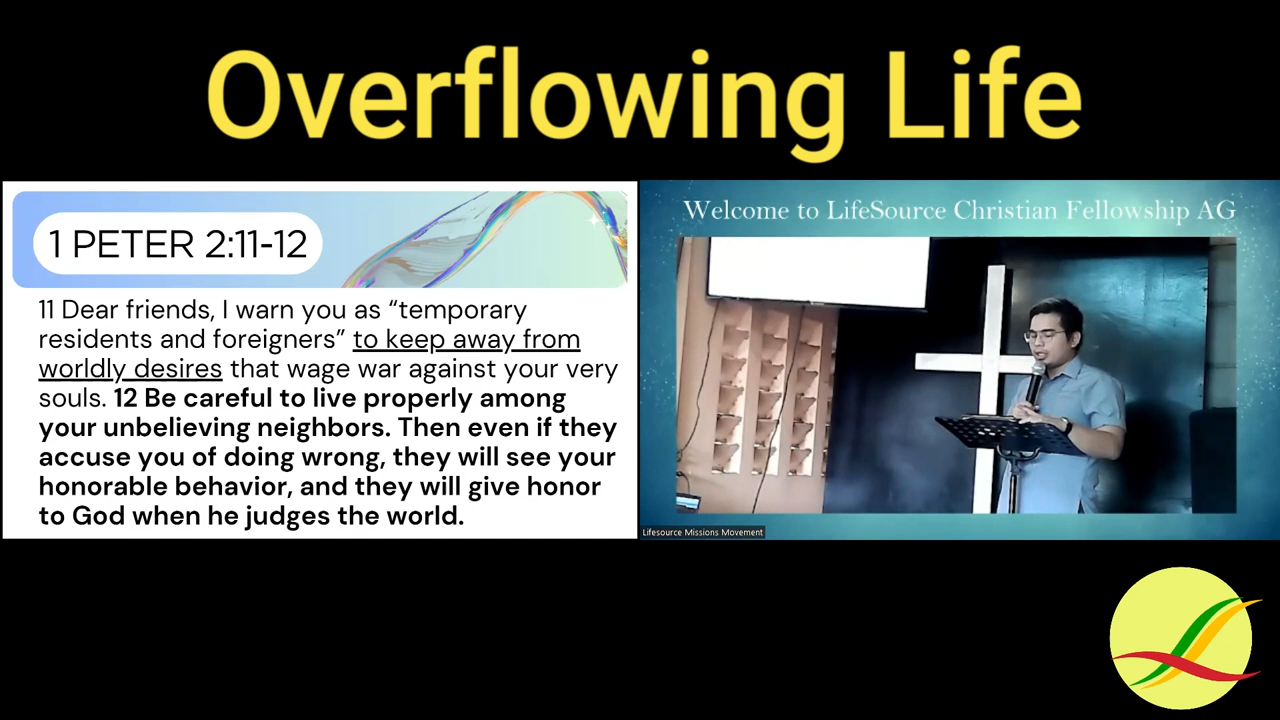 Overflowing Life
1 PETER 2:11-12
11 Dear friends, I warn you as “temporary
residents and foreigners” to keep away from
worldly desires that wage war against your very
souls. 12 Be careful to live properly among
your unbelieving neighbors. Then even if they
accuse you of doing wrong, they will see your
honorable behavior, and they will give honor
to God when he judges the world.
Welcome to LifeSource Christian Fellowship AG
Lifesource Missions Movement